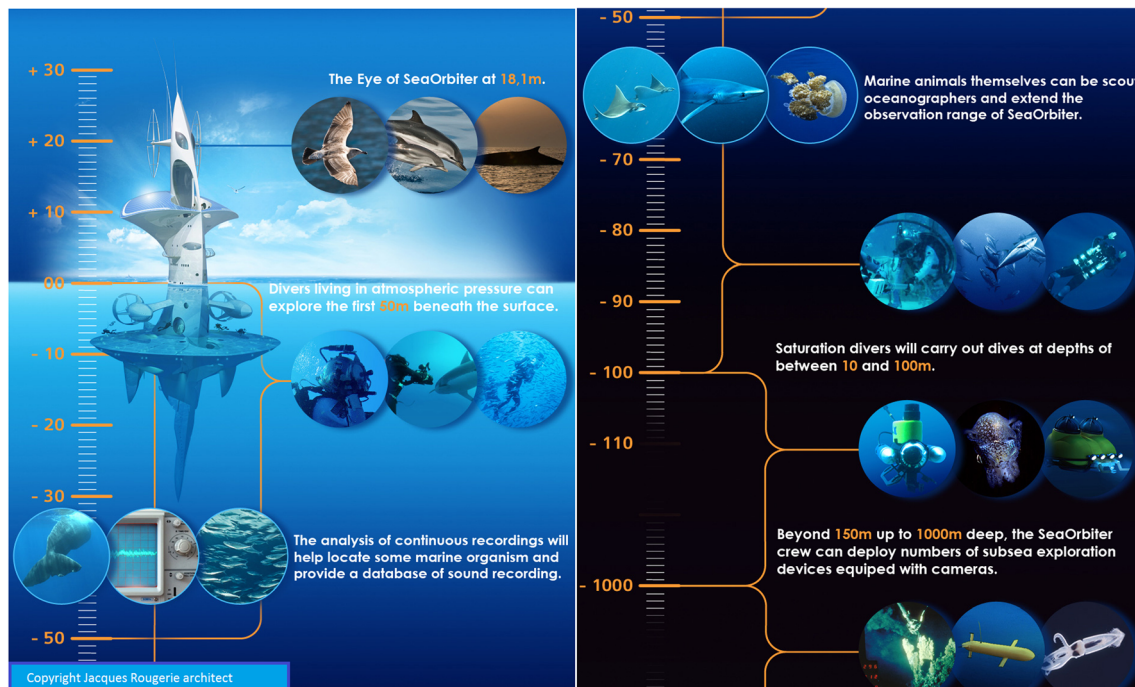 + 30
The Eye of SeaOrbiter at 18,1m.
+ 20
+ 10
00
Divers living in atmospheric pressure can
explore the first 50m beneath the surface.
- 10
- 20
- 30
The analysis of continuous recordings will
help locate some marine organism and
provide a database of sound recording.
- 50
Copyright Jacques Rougerie architect
- 50
Marine animals themselves can be scout
oceanographers and extend the
observation range of SeaOrbiter.
- 70
- 80
- 90
Saturation divers will carry out dives at depths of
between 10 and 100m.
- 100
- 110
Beyond 150m up to 1000m deep, the SeaOrbiter
crew can deploy numbers of subsea exploration
devices equiped with cameras.
- 1000